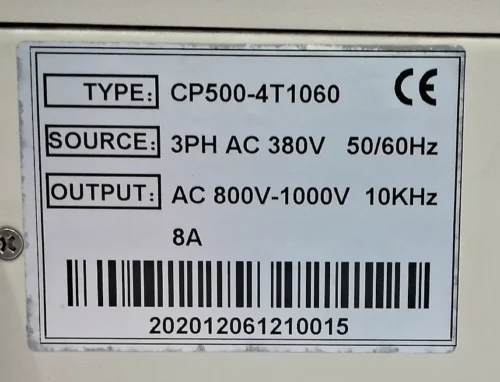 TYPE: CP500-4T1060 CE
SOURCE: 3PH AC 380V 50/60Hz
OUTPUT: AC 800V-1000V 10KHz
8A
202012061210015